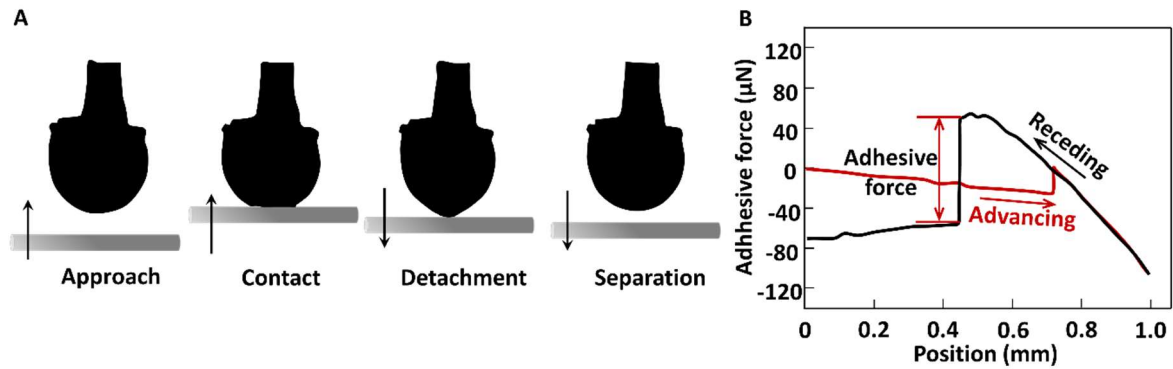 A
Approach
Contact
Detachment
Separation
B
Adhhesive force (μN)
120
80
40
0
-40
-80
-120
Adhesive
force
Receding
Advancing
0
0.2
0.4
0.6
0.8
1.0
Position (mm)